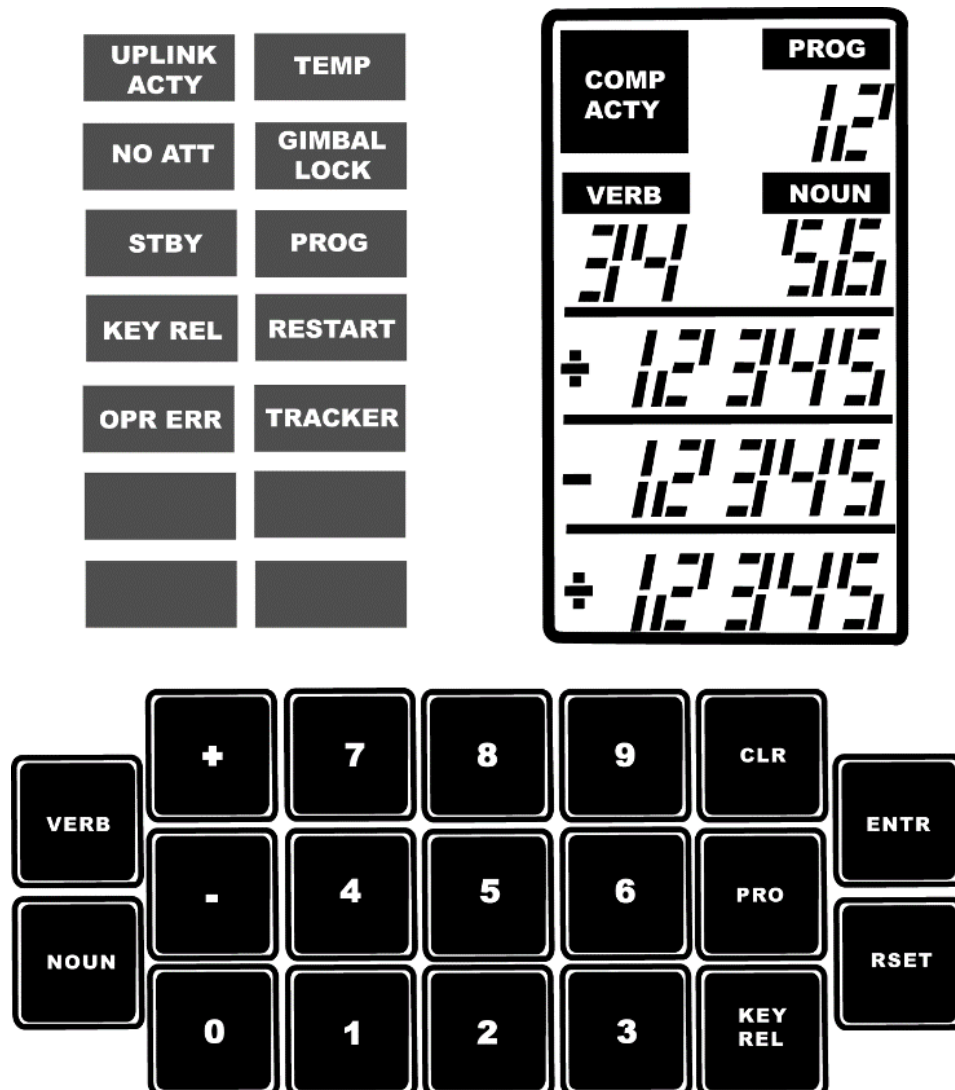 UPLINK
ACTY
TEMP
NO ATT
GIMBAL
LOCK
STBY
PROG
KEY REL
RESTART
OPR ERR
TRACKER
COMP
ACTY
PROG
12
VERB
NOUN
34
56
÷ 12345
- 12345
÷ 12345
+
7
8
9
CLR
VERB
ENTR
-
4
5
6
PRO
NOUN
RSET
0
1
2
3
KEY
REL